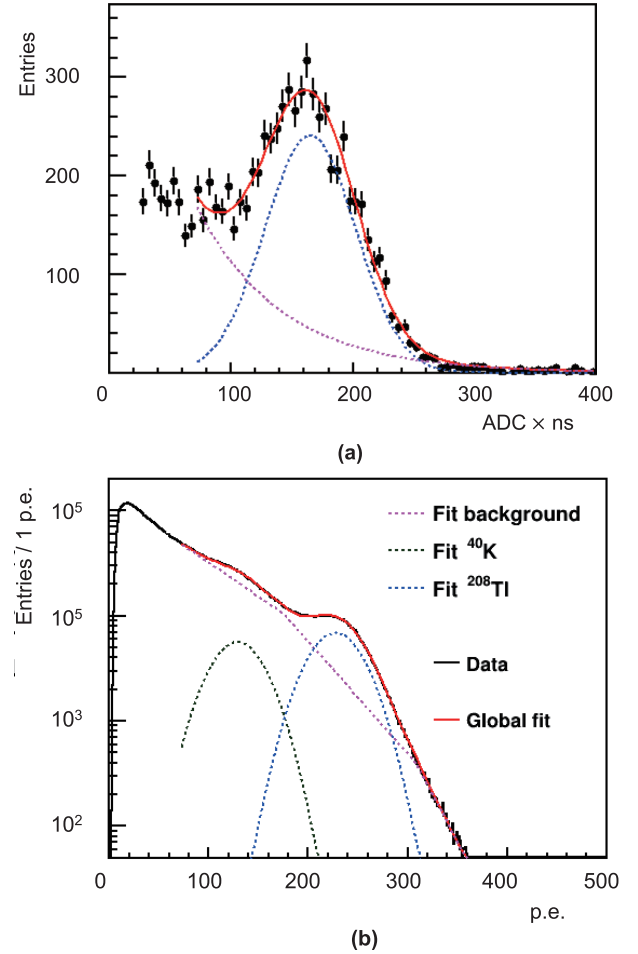 Entries
300
200
100
0 100 200 300 400
ADC × ns
(a)
Entries / 1 p.e.
10⁵
10⁵
10³
10²
Fit background
Fit ⁴⁰K
Fit ²⁰⁸Tl
Data
Global fit
0 100 200 300 400 500
p.e.
(b)